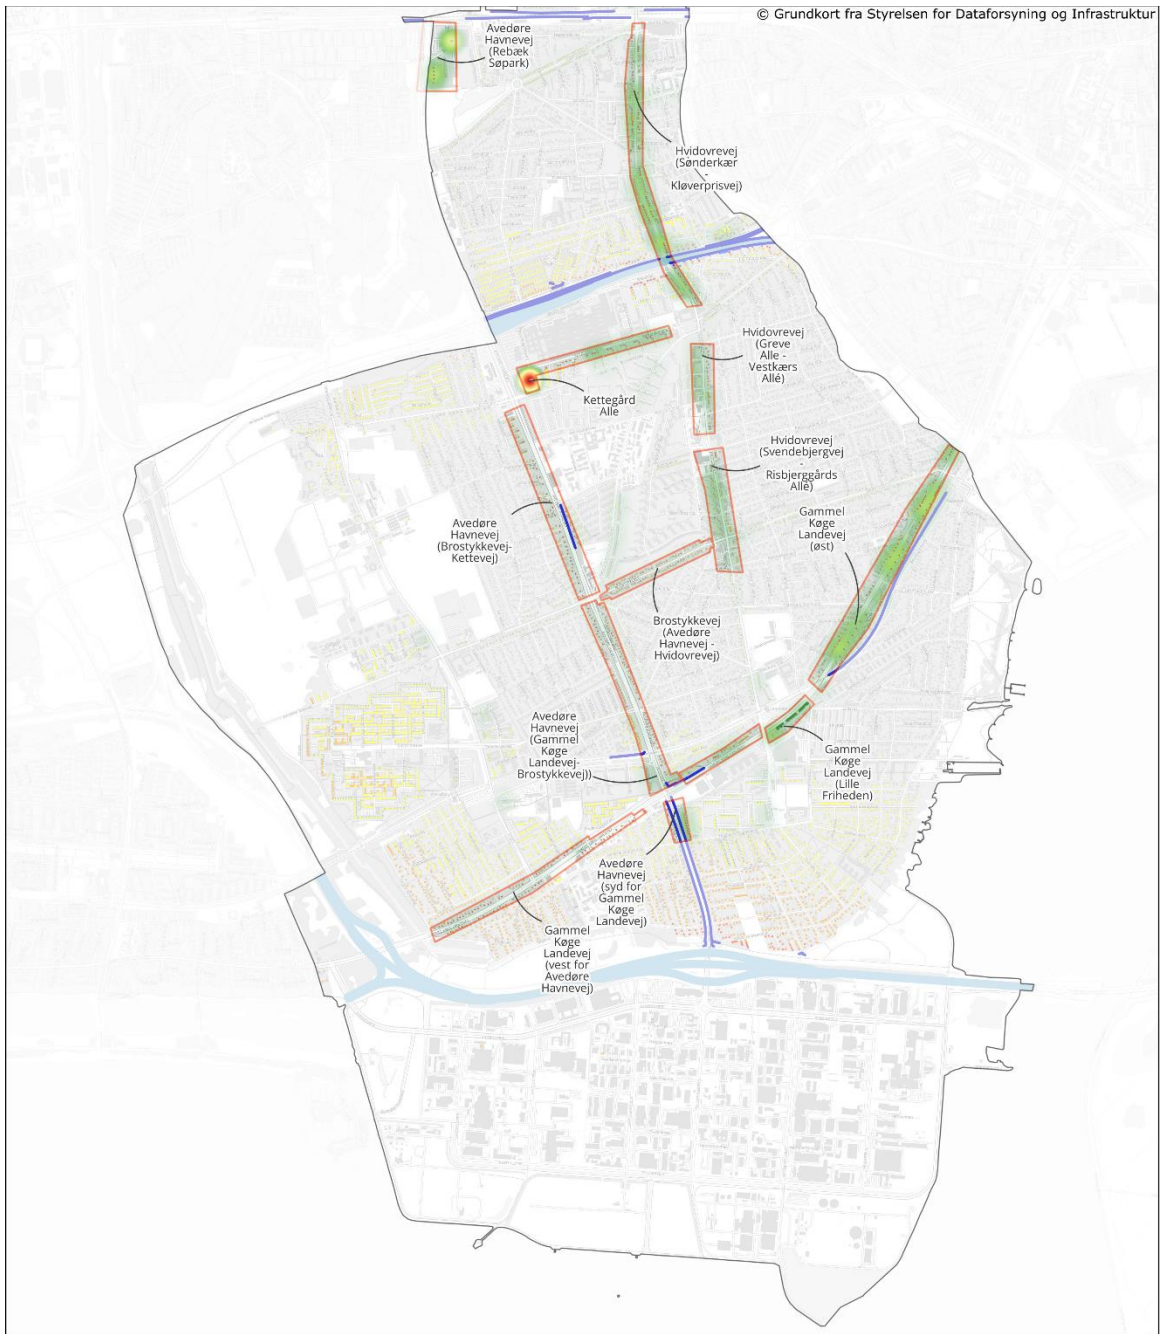 © Grundkort fra Styrelsen for Dataforsyning og Infrastruktur
Avedøre
Havnevej
(Rebæk
Søpark)
Hvidovrevej
(Sønderkær
-
Kløverprisvej)
Hvidovrevej
(Greve
Alle -
Vestkærs
Allé)
Kettegård
Alle
Hvidovrevej
(Svendebjergvej
-
Risbjerggårds
Allé)
Gammel
Køge
Landevej
(øst)
Avedøre
Havnevej
(Brostykkevej-
Kettevej)
Brostykkevej
(Avedøre
Havnevej -
Hvidovrevej)
Avedøre
Havnevej
(Gammel
Køge
Landevej-
Brostykkevej))
Gammel
Køge
Landevej
(Lille
Friheden)
Avedøre
Havnevej
(syd for
Gammel
Køge
Landevej)
Gammel
Køge
Landevej
(vest for
Avedøre
Havnevej)